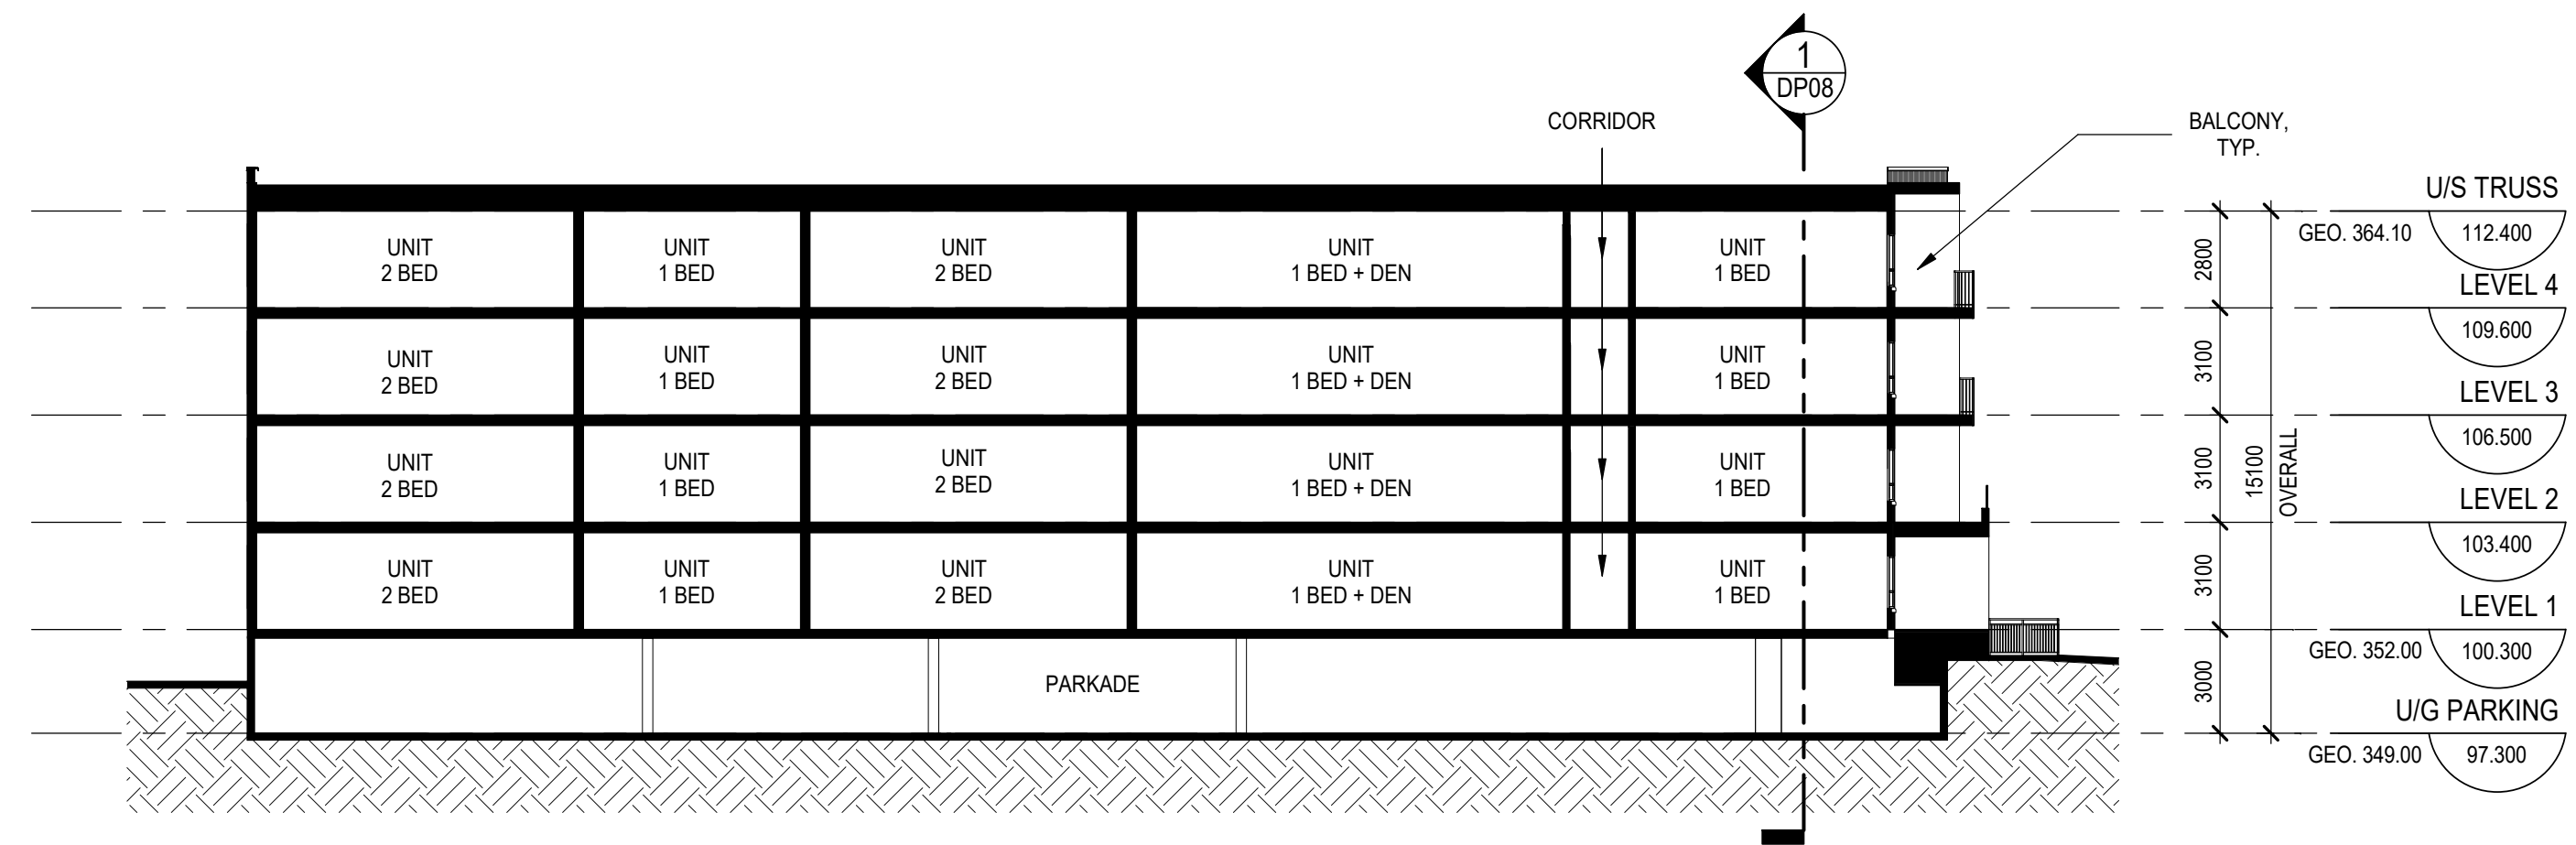 1
DP08
CORRIDOR
BALCONY,
TYP.
U/S TRUSS
GEO. 364.10
112.400
UNIT
2 BED
UNIT
1 BED
UNIT
2 BED
UNIT
1 BED + DEN
UNIT
1 BED
2800
LEVEL 4
109.600
UNIT
2 BED
UNIT
1 BED
UNIT
2 BED
UNIT
1 BED + DEN
UNIT
1 BED
3100
LEVEL 3
106.500
UNIT
2 BED
UNIT
1 BED
UNIT
2 BED
UNIT
1 BED + DEN
UNIT
1 BED
3100
15100
OVERALL
LEVEL 2
103.400
UNIT
2 BED
UNIT
1 BED
UNIT
2 BED
UNIT
1 BED + DEN
UNIT
1 BED
3100
LEVEL 1
GEO. 352.00
100.300
PARKADE
3000
U/G PARKING
GEO. 349.00
97.300